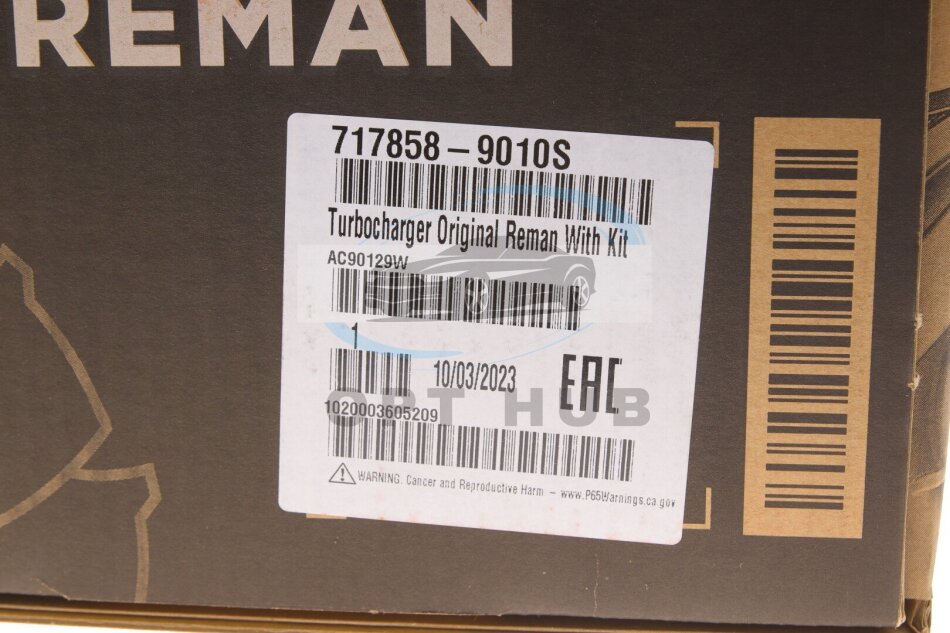 REMAN
717858 – 9010S
Turbocharger Original Reman With Kit
AC90129W
1
10/03/2023
EAC
OPT HUB
1020003605209
WARNING. Cancer and Reproductive Harm – www.P65Warnings.ca.gov